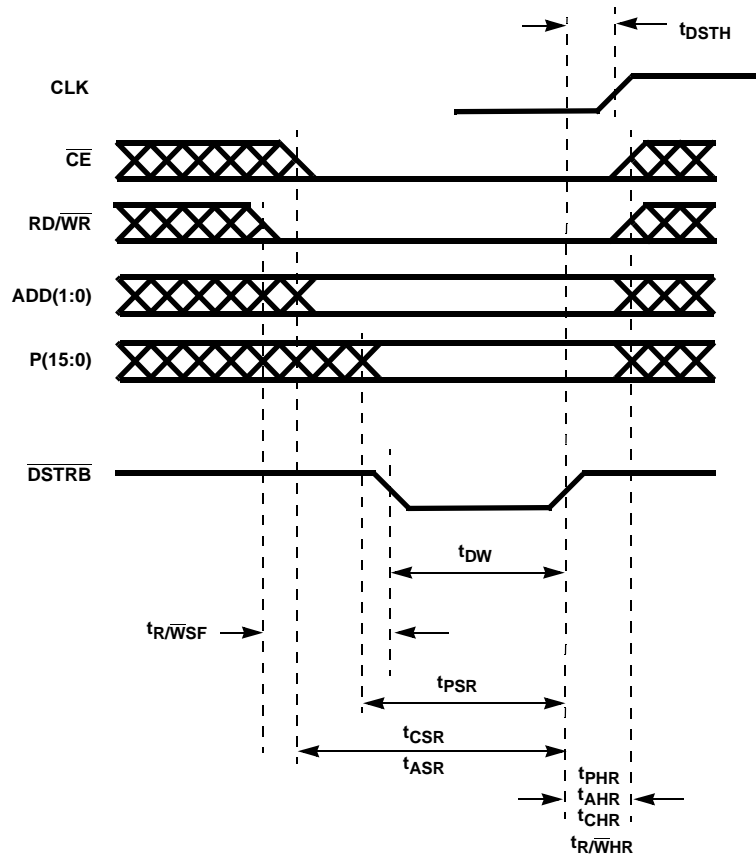 tDSTH
CLK
CE
RD/WR
ADD(1:0)
P(15:0)
DSTRB
tDW
tR/WSF
tPSR
tCSR
tASR
tPHR
tAHR
tCHR
tR/WHR